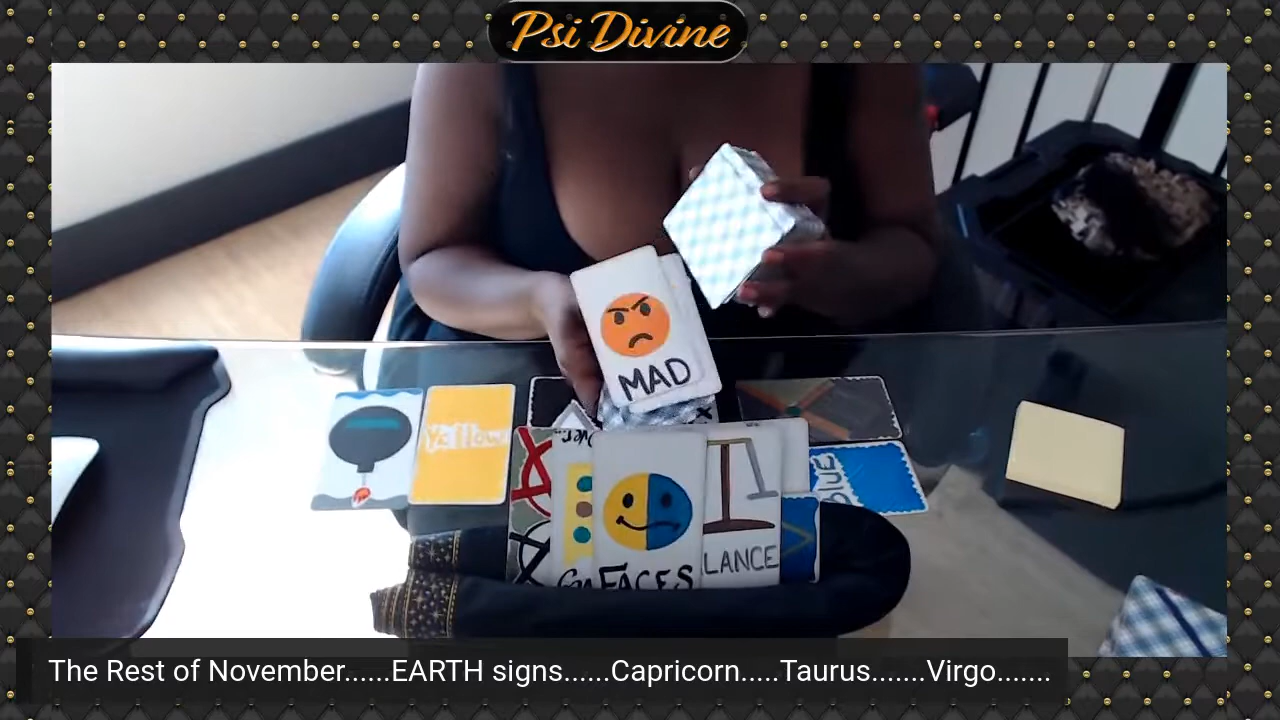 Psi Divine
MAD
Yellow
BLUE
LANCE
FACES
The Rest of November......EARTH signs......Capricorn.....Taurus.......Virgo.......